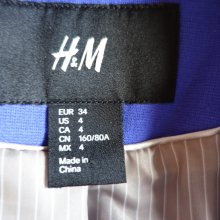 H&M
EUR 34
US 4
CA 4
CN 160/80A
MX 4
Made in
China